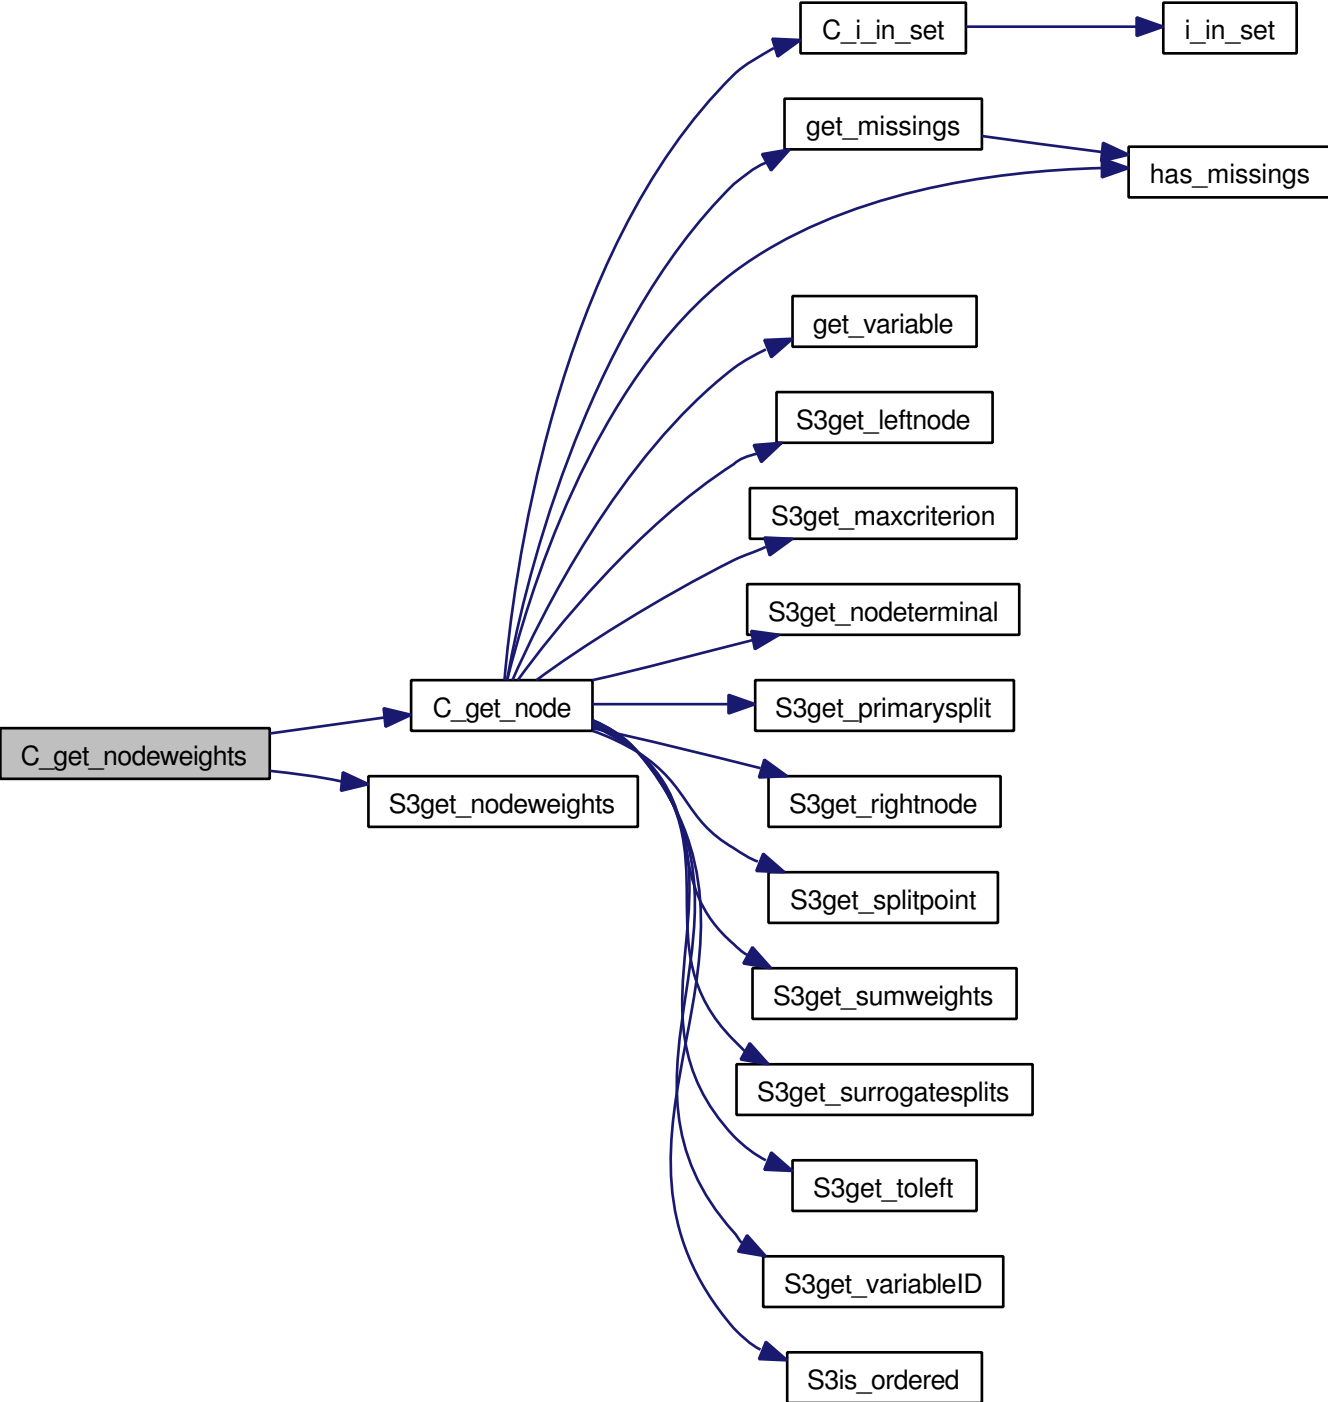 C_i_in_set
i_in_set
get_missings
has_missings
get_variable
S3get_leftnode
S3get_maxcriterion
S3get_nodeterminal
C_get_node
S3get_primarysplit
C_get_nodeweights
S3get_nodeweights
S3get_rightnode
S3get_splitpoint
S3get_sumweights
S3get_surrogatesplits
S3get_toleft
S3get_variableID
S3is_ordered